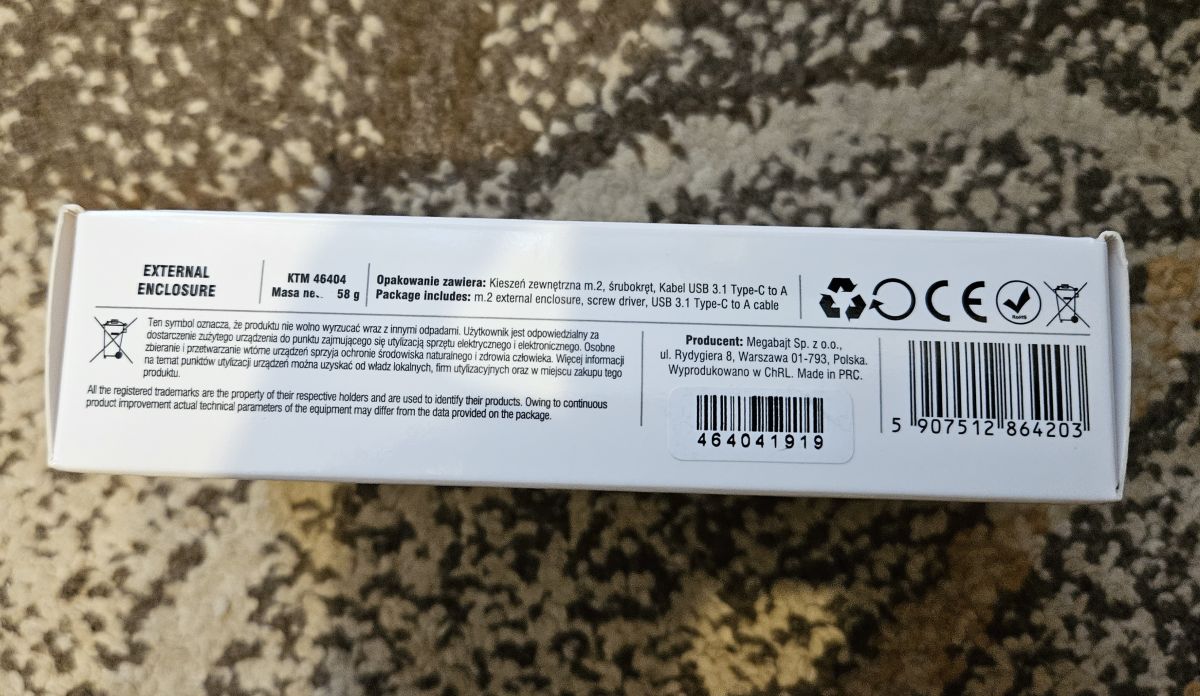 EXTERNAL
ENCLOSURE
KTM 46404
Masa ne.. 58 g
Opakowanie zawiera: Kieszeń zewnętrzna m.2, śrubokręt, Kabel USB 3.1 Type-C to A
Package includes: m.2 external enclosure, screw driver, USB 3.1 Type-C to A cable
CE
RoHS
Ten symbol oznacza, że produktu nie wolno wyrzucać wraz z innymi odpadami. Użytkownik jest odpowiedzialny za
dostarczenie zużytego urządzenia do punktu zajmującego się utylizacją sprzętu elektrycznego i elektronicznego. Osobne
zbieranie i przetwarzanie wtórne urządzeń sprzyja ochronie środowiska naturalnego i zdrowia człowieka. Więcej informacji
na temat punktów utylizacji urządzeń można uzyskać od władz lokalnych, firm utylizacyjnych oraz w miejscu zakupu tego
produktu.
All the registered trademarks are the property of their respective holders and are used to identify their products. Owing to continuous
product improvement actual technical parameters of the equipment may differ from the data provided on the package.
Producent: Megabajt Sp. z o.o.,
ul. Rydygiera 8, Warszawa 01-793, Polska.
Wyprodukowano w ChRL. Made in PRC.
464041919
5 907512 864203